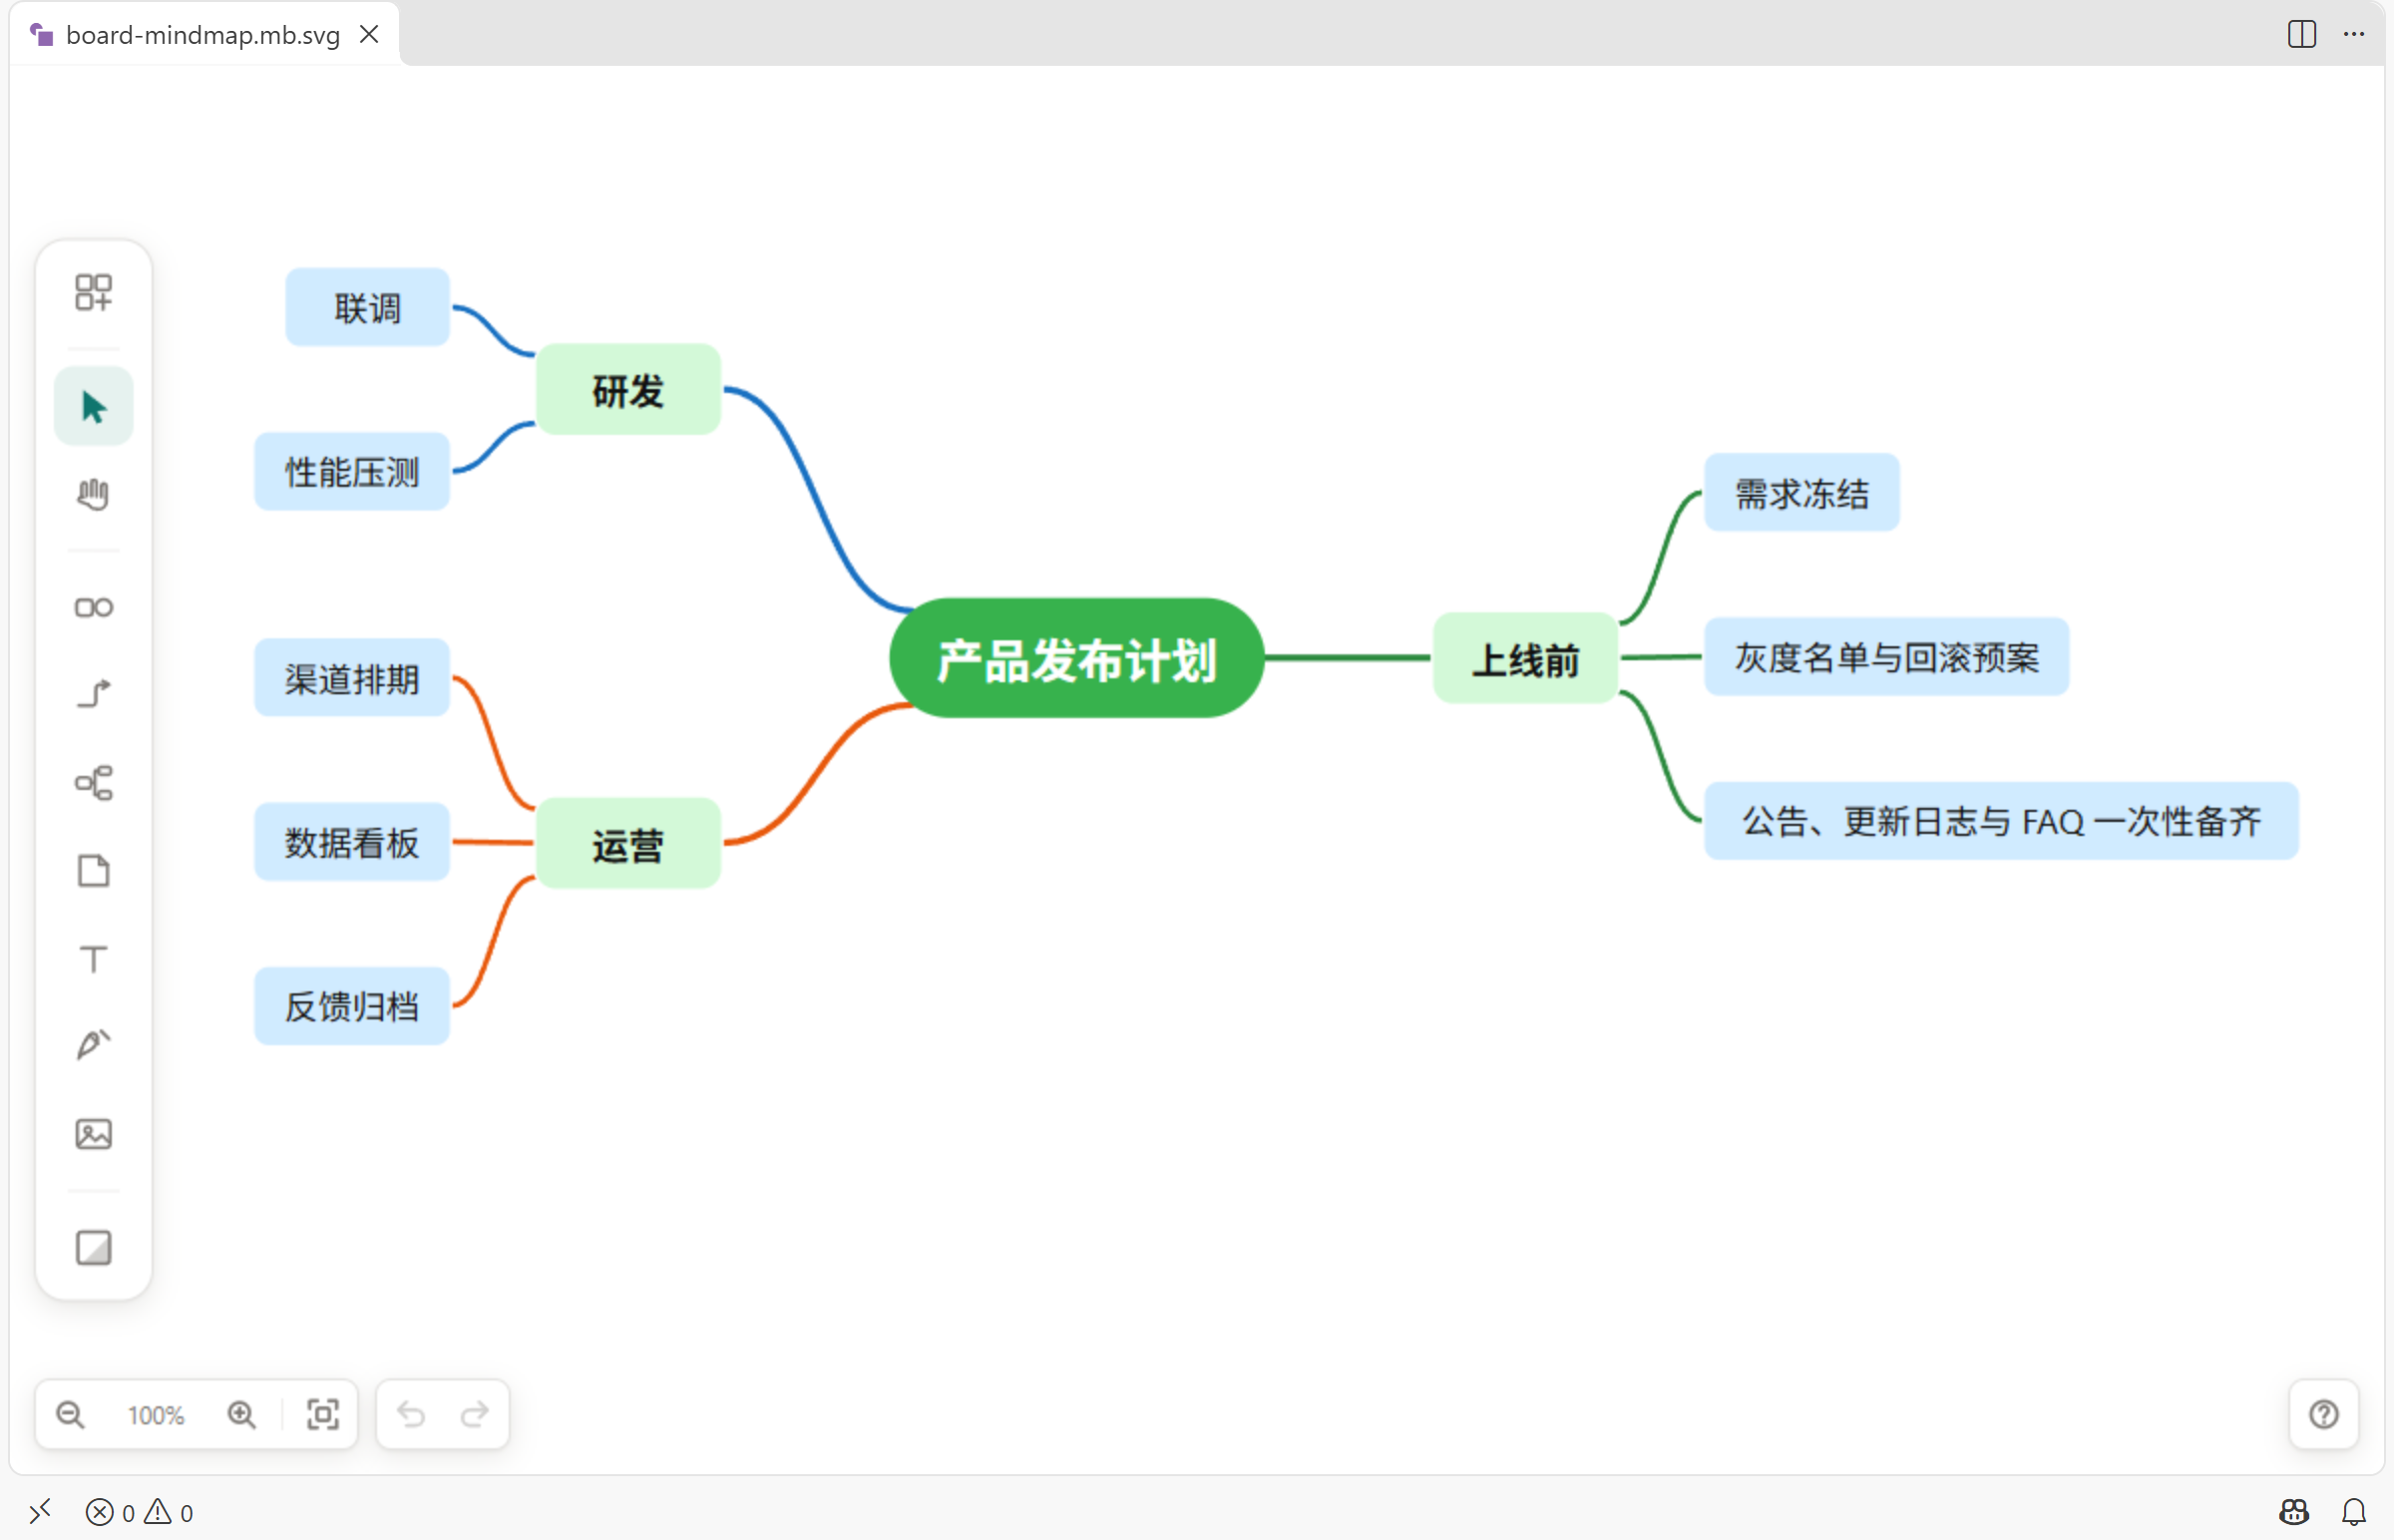 board-mindmap.mb.svg
联调
研发
性能压测
渠道排期
数据看板
运营
反馈归档
产品发布计划
上线前
需求冻结
灰度名单与回滚预案
公告、更新日志与 FAQ 一次性备齐
100%
0
0